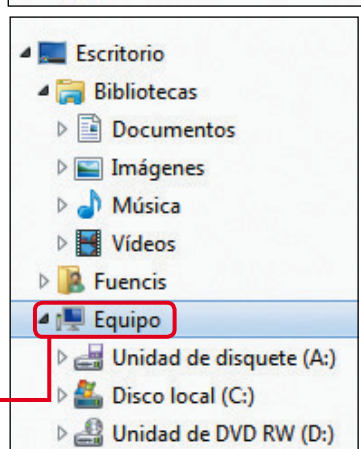 Escritorio
Bibliotecas
Documentos
Imágenes
Música
Vídeos
Fuencis
Equipo
Unidad de disquete (A:)
Disco local (C:)
Unidad de DVD RW (D:)